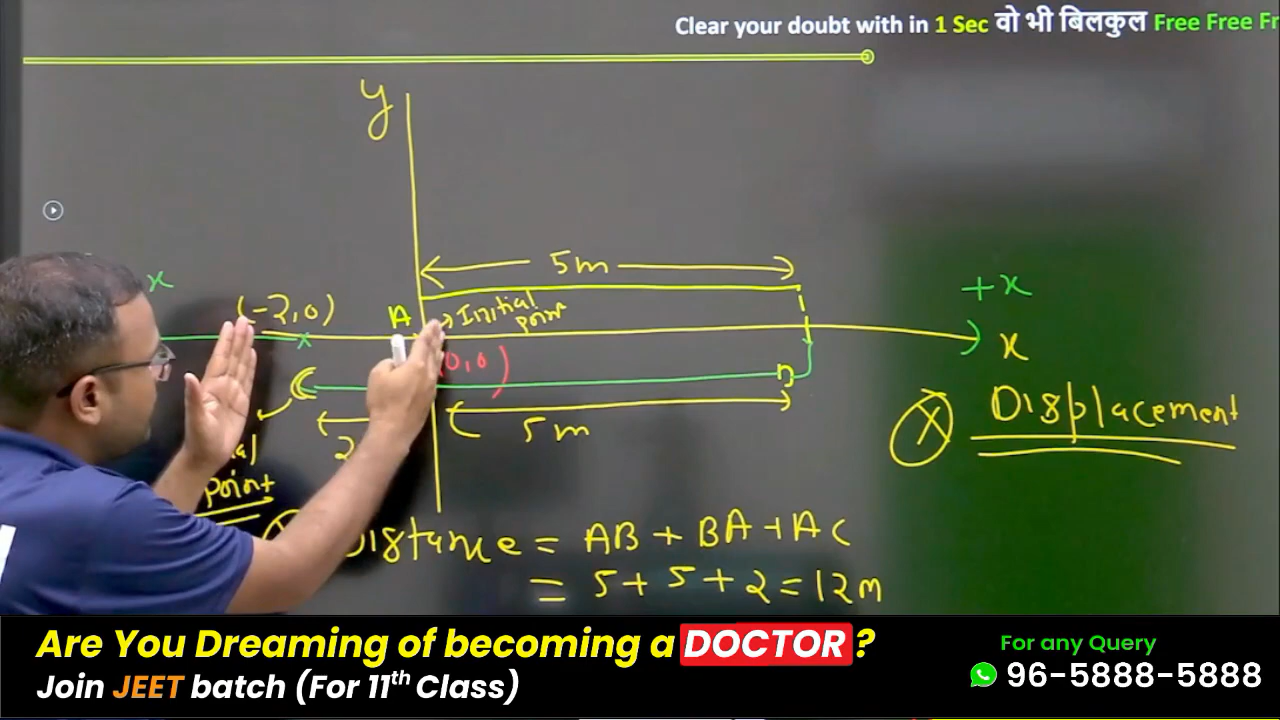 Clear your doubt with in 1 Sec वो भी बिलकुल Free Free Fr
y
5m
x
(-2,0)
A
Initial point
+x
x
(0,0)
B
C
2
5m
Displacement
point
Distance = AB + BA + AC
= 5 + 5 + 2 = 12m
Are You Dreaming of becoming a DOCTOR ?
Join JEET batch (For 11th Class)
For any Query
96-5888-5888